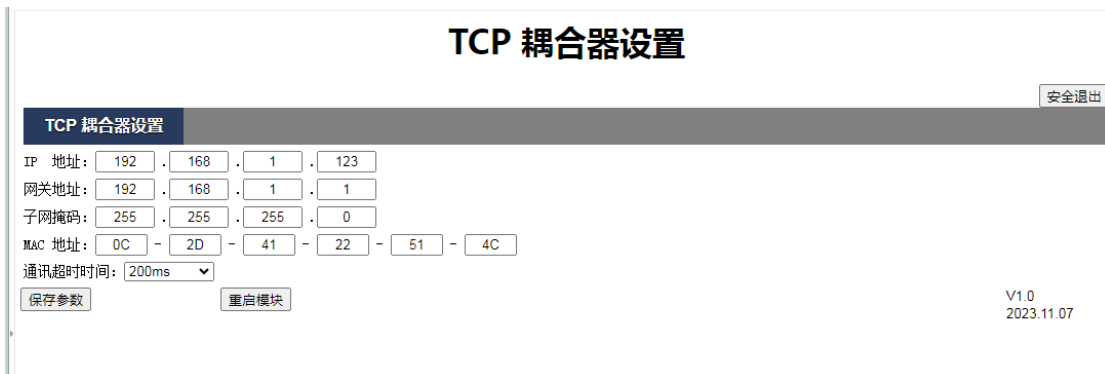 TCP 耦合器设置
安全退出
TCP 耦合器设置
IP 地址: 192 . 168 . 1 . 123
网关地址: 192 . 168 . 1 . 1
子网掩码: 255 . 255 . 255 . 0
MAC 地址: 0C - 2D - 41 - 22 - 51 - 4C
通讯超时时间: 200ms
保存参数 重启模块 V1.0
2023.11.07